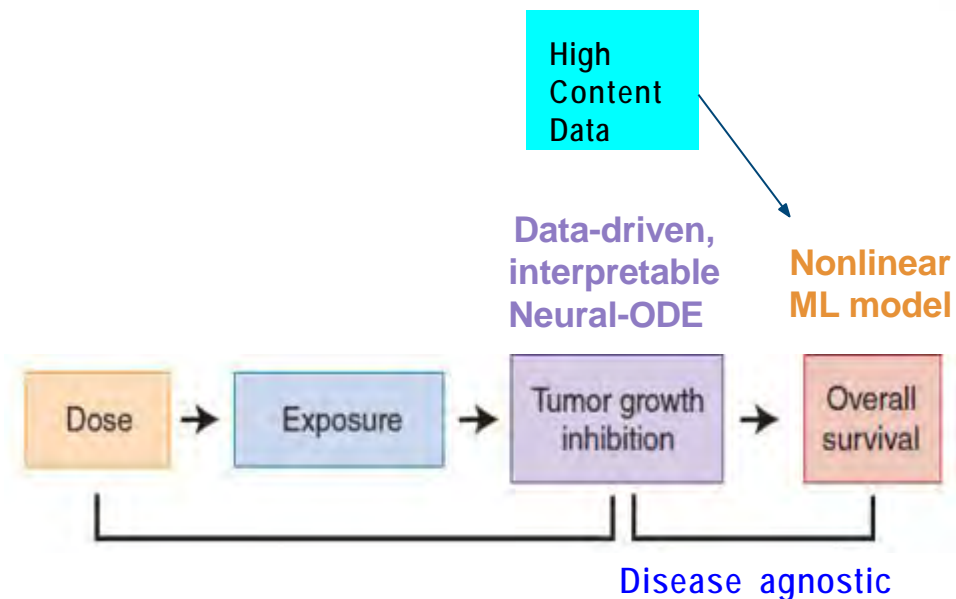 High
Content
Data
Data-driven,
interpretable
Neural-ODE
Nonlinear
ML model
Dose
Exposure
Tumor growth
inhibition
Overall
survival
Disease agnostic